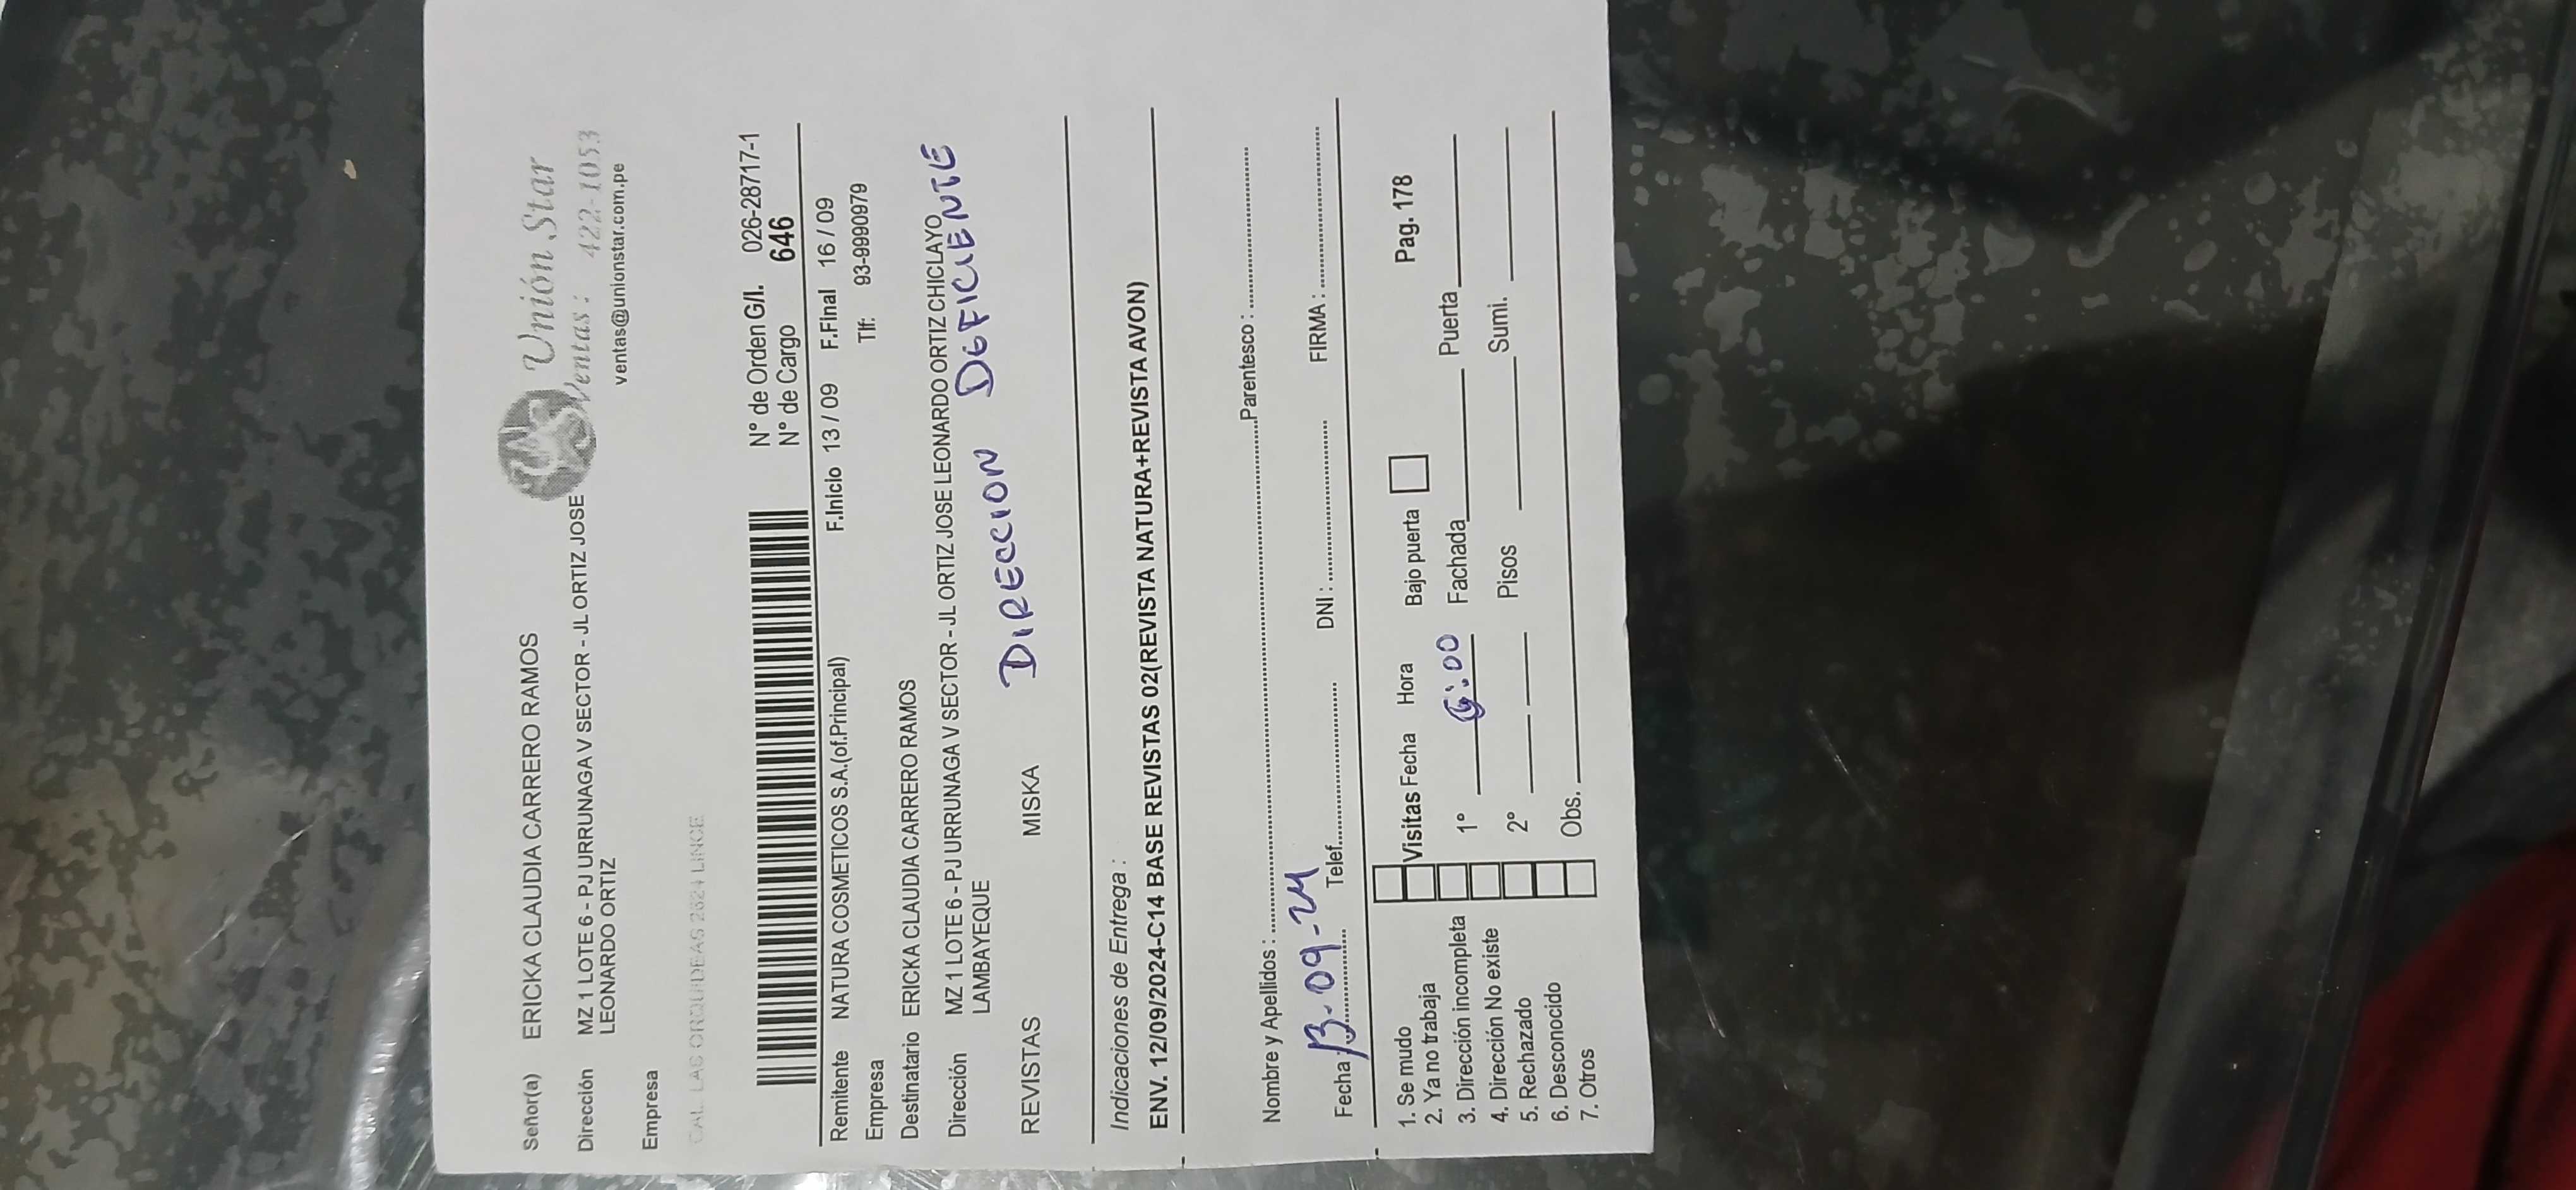 Señor(a) ERICKA CLAUDIA CARRERO RAMOS
Unión Star
Dirección MZ 1 LOTE 6 - PJ URRUNAGA V SECTOR - JL ORTIZ JOSE
LEONARDO ORTIZ
Ventas : 422-1053
ventas@unionstar.com.pe
Empresa
CAL. LAS ORQUIDEAS 2624 LINCE
N° de Orden G/I. 026-28717-1
N° de Cargo 646
Remitente NATURA COSMETICOS S.A.(of.Principal) F.Inicio 13 / 09 F.FInal 16 / 09
Empresa Tlf: 93-99990979
Destinatario ERICKA CLAUDIA CARRERO RAMOS
Dirección MZ 1 LOTE 6 - PJ URRUNAGA V SECTOR - JL ORTIZ JOSE LEONARDO ORTIZ CHICLAYO
LAMBAYEQUE
REVISTAS MISKA DIRECCION DEFICIENTE
Indicaciones de Entrega :
ENV. 12/09/2024-C14 BASE REVISTAS 02(REVISTA NATURA+REVISTA AVON)
Nombre y Apellidos : Parentesco :
Fecha 13-09-24 Telef. DNI : FIRMA :
1. Se mudo Visitas Fecha Hora Bajo puerta Pag. 178
2. Ya no trabaja
3. Dirección incompleta 1° 6:00 Fachada Puerta
4. Dirección No existe
5. Rechazado 2° Pisos Sumi.
6. Desconocido
7. Otros Obs.